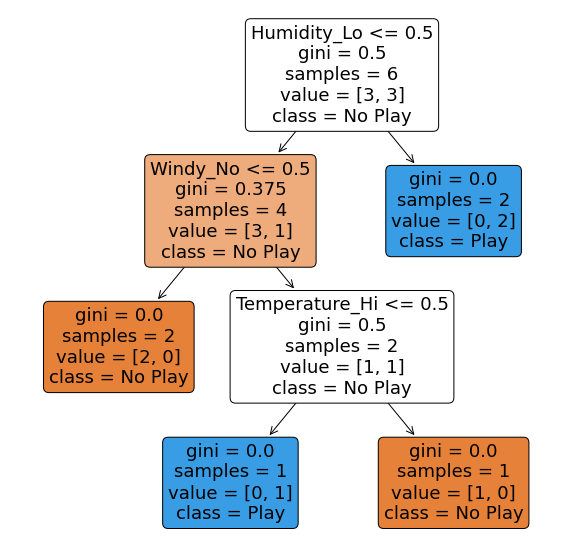 Humidity_Lo <= 0.5
gini = 0.5
samples = 6
value = [3, 3]
class = No Play
Windy_No <= 0.5
gini = 0.375
samples = 4
value = [3, 1]
class = No Play
gini = 0.0
samples = 2
value = [0, 2]
class = Play
gini = 0.0
samples = 2
value = [2, 0]
class = No Play
Temperature_Hi <= 0.5
gini = 0.5
samples = 2
value = [1, 1]
class = No Play
gini = 0.0
samples = 1
value = [0, 1]
class = Play
gini = 0.0
samples = 1
value = [1, 0]
class = No Play